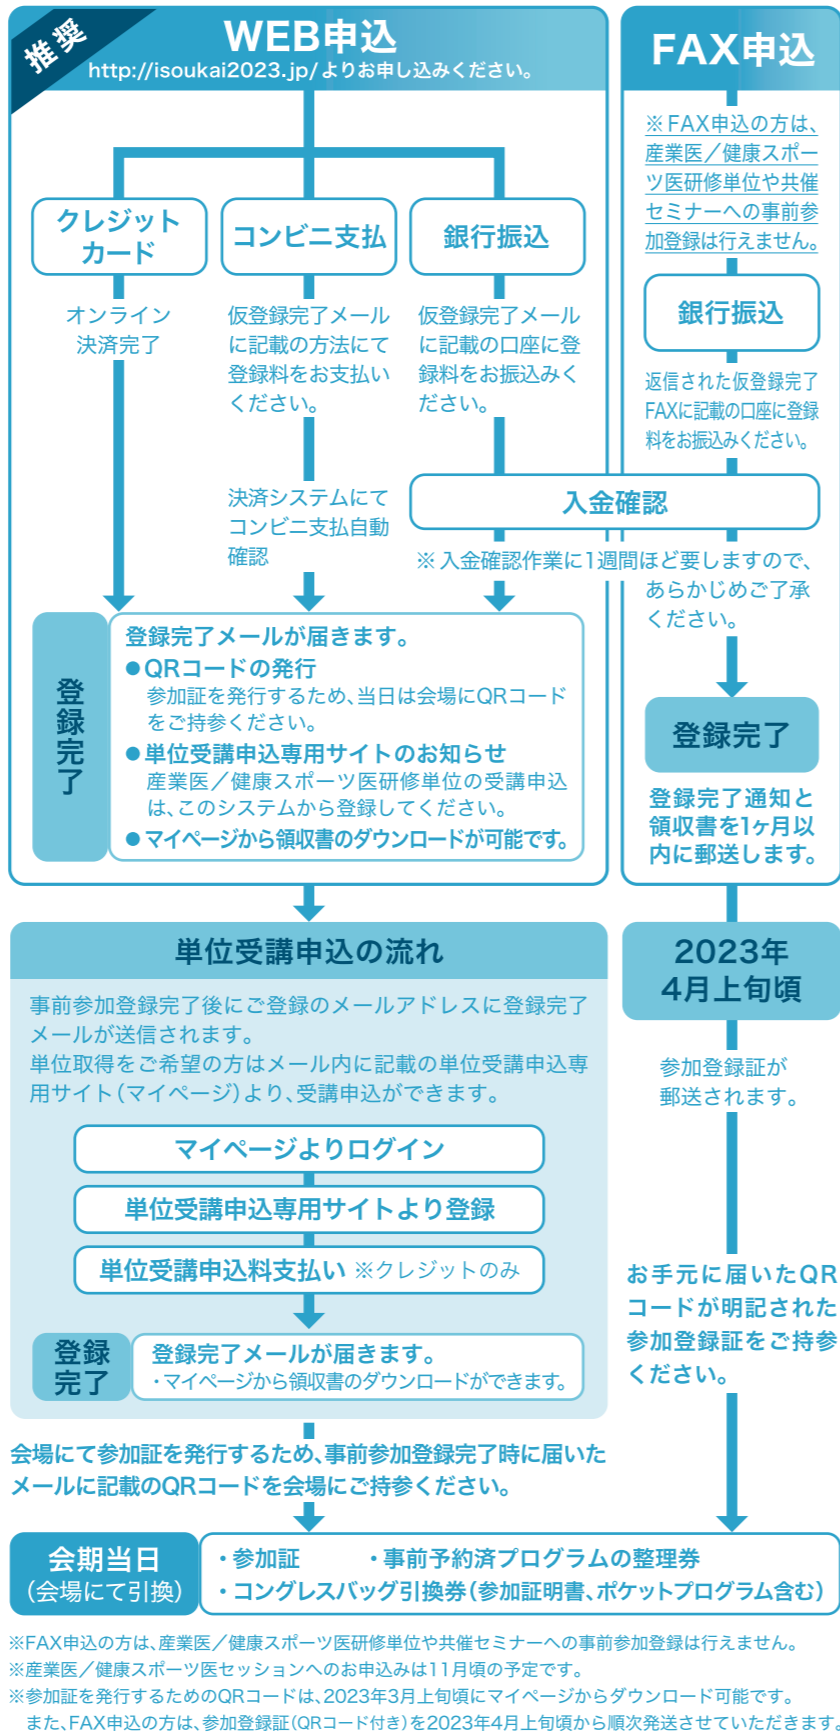 推奨
WEB申込
http://isoukai2023.jp/よりお申し込みください。
クレジット
カード
オンライン
決済完了
コンビニ支払
仮登録完了メール
に記載の方法にて
登録料をお支払い
ください。
決済システムにて
コンビニ支払自動
確認
銀行振込
仮登録完了メール
に記載の口座に登
録料をお振込みく
ださい。
FAX申込
※FAX申込の方は、
産業医／健康スポー
ツ医研修単位や共催
セミナーへの事前参
加登録は行えません。
銀行振込
返信された仮登録完了
FAXに記載の口座に登録
料をお振込みください。
入金確認
※入金確認作業に1週間ほど要しますので、
あらかじめご了承
ください。
登録完了
登録完了メールが届きます。
●QRコードの発行
参加証を発行するため、当日は会場にQRコード
をご持参ください。
●単位受講申込専用サイトのお知らせ
産業医／健康スポーツ医研修単位の受講申込
は、このシステムから登録してください。
●マイページから領収書のダウンロードが可能です。
登録完了
登録完了通知と
領収書を1ヶ月以
内に郵送します。
単位受講申込の流れ
事前参加登録完了後にご登録のメールアドレスに登録完了
メールが送信されます。
単位取得をご希望の方はメール内に記載の単位受講申込専
用サイト（マイページ）より、受講申込ができます。
マイページよりログイン
単位受講申込専用サイトより登録
単位受講申込料支払い ※クレジットのみ
登録
完了
登録完了メールが届きます。
・マイページから領収書のダウンロードができます。
2023年
4月上旬頃
参加登録証が
郵送されます。
お手元に届いたQR
コードが明記された
参加登録証をご持参
ください。
会場にて参加証を発行するため、事前参加登録完了時に届いた
メールに記載のQRコードを会場にご持参ください。
会期当日
（会場にて引換）
・参加証 ・事前予約済プログラムの整理券
・コングレスバッグ引換券（参加証明書、ポケットプログラム含む）
※FAX申込の方は、産業医／健康スポーツ医研修単位や共催セミナーへの事前参加登録は行えません。
※産業医／健康スポーツ医セッションへのお申込みは11月頃の予定です。
※参加証を発行するためのQRコードは、2023年3月上旬頃にマイページからダウンロード可能です。
また、FAX申込の方は、参加登録証（QRコード付き）を2023年4月上旬頃から順次発送させていただきます。